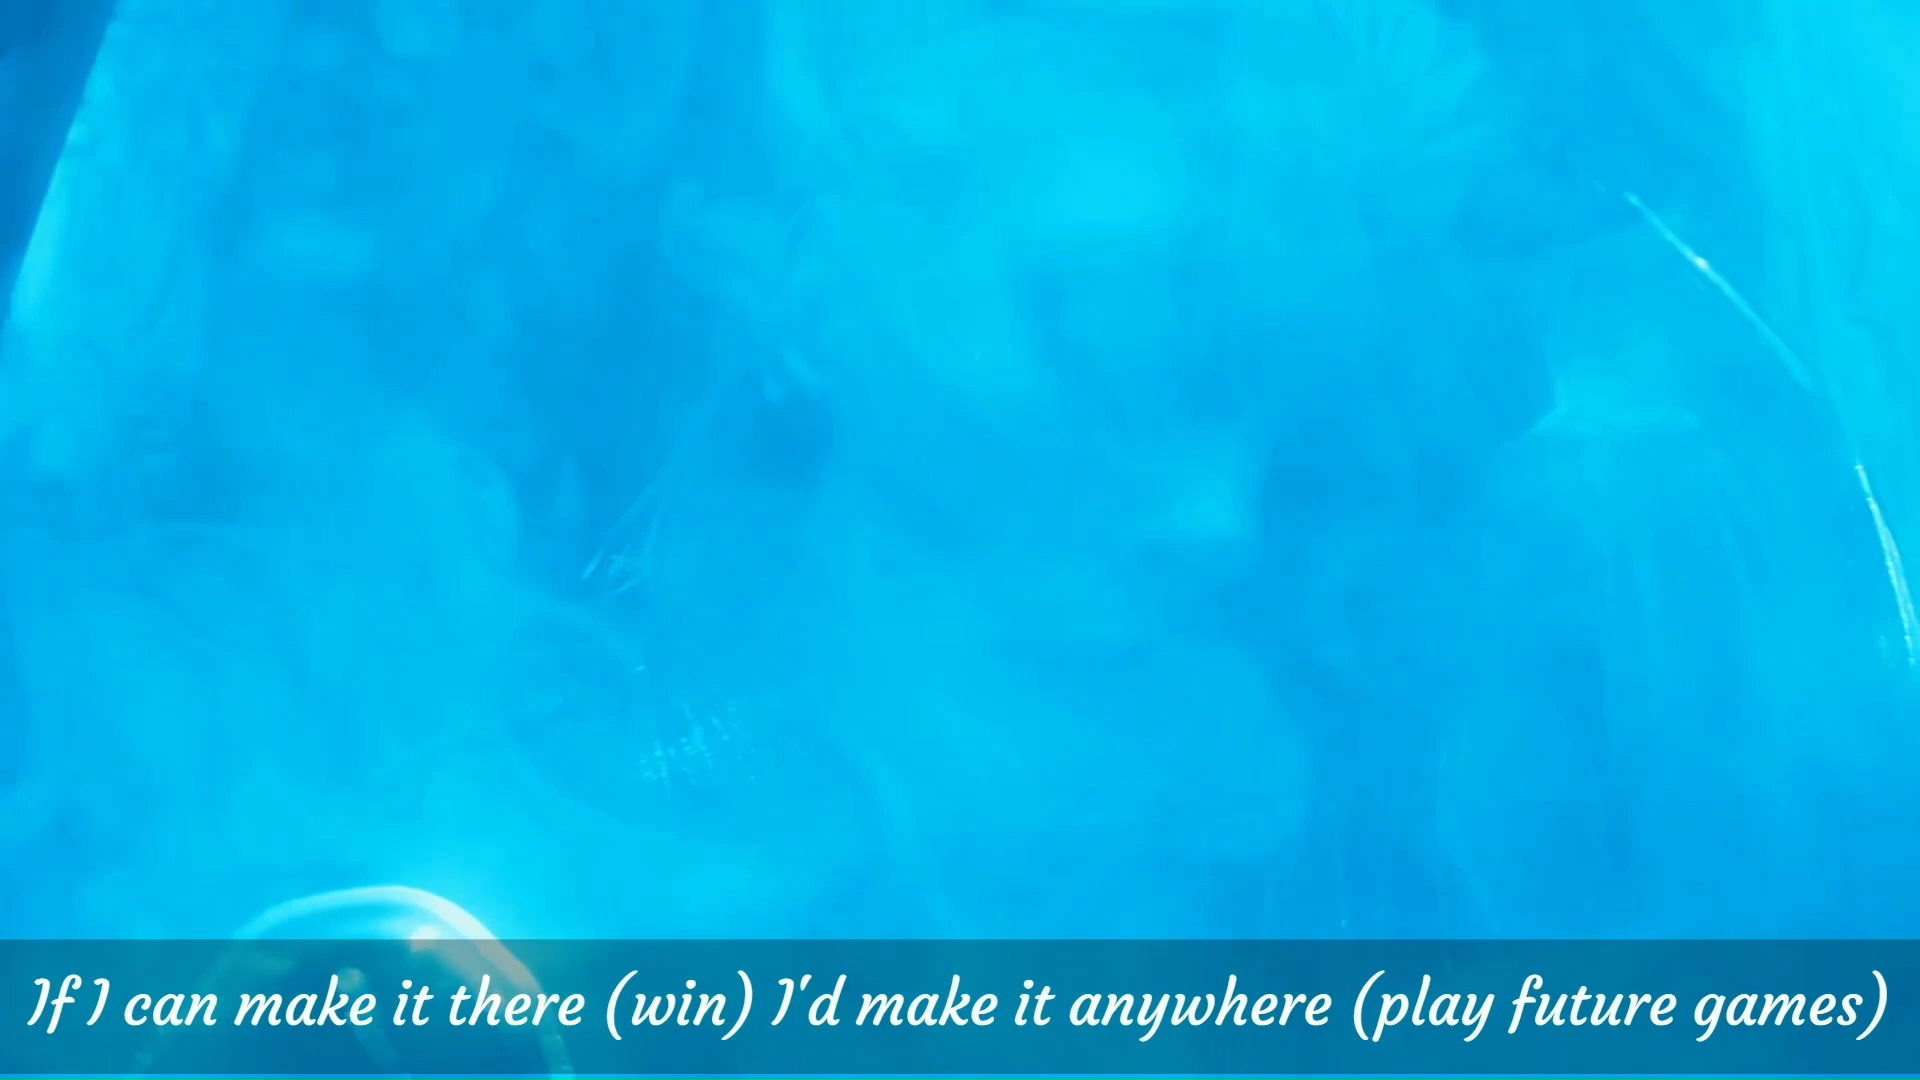 If I can make it there (win) I'd make it anywhere (play future games)